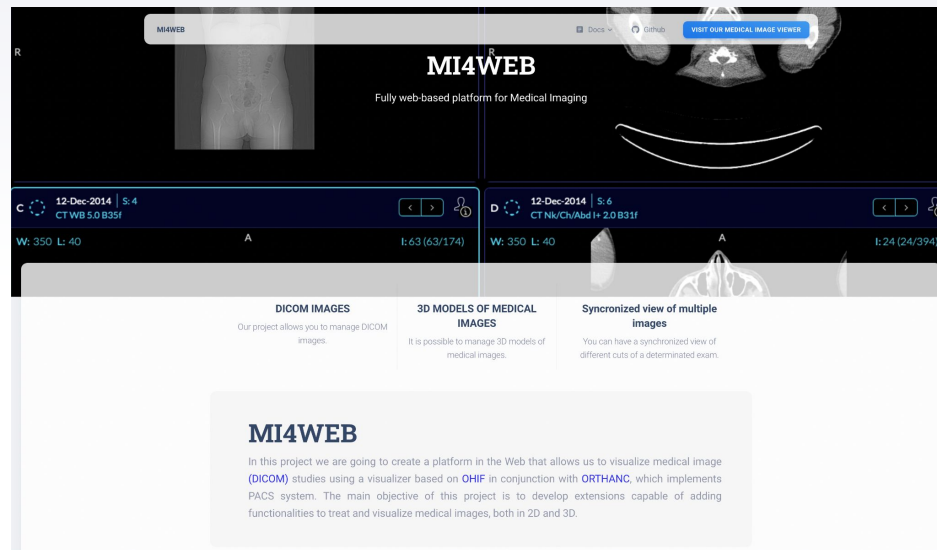 MI4WEB
Docs
Github
VISIT OUR MEDICAL IMAGE VIEWER
R
R
MI4WEB
Fully web-based platform for Medical Imaging
C
12-Dec-2014
S: 4
CT WB 5.0 B35f
D
12-Dec-2014
S: 6
CT Nk/Ch/Abd I+ 2.0 B31f
W: 350 L: 40
A
I: 63 (63/174)
W: 350 L: 40
A
I: 24 (24/394)
DICOM IMAGES
Our project allows you to manage DICOM
images.
3D MODELS OF MEDICAL
IMAGES
It is possible to manage 3D models of
medical images.
Syncronized view of multiple
images
You can have a synchronized view of
different cuts of a determinated exam.
MI4WEB
In this project we are going to create a platform in the Web that allows us to visualize medical image
(DICOM) studies using a visualizer based on OHIF in conjunction with ORTHANC, which implements
PACS system. The main objective of this project is to develop extensions capable of adding
functionalities to treat and visualize medical images, both in 2D and 3D.